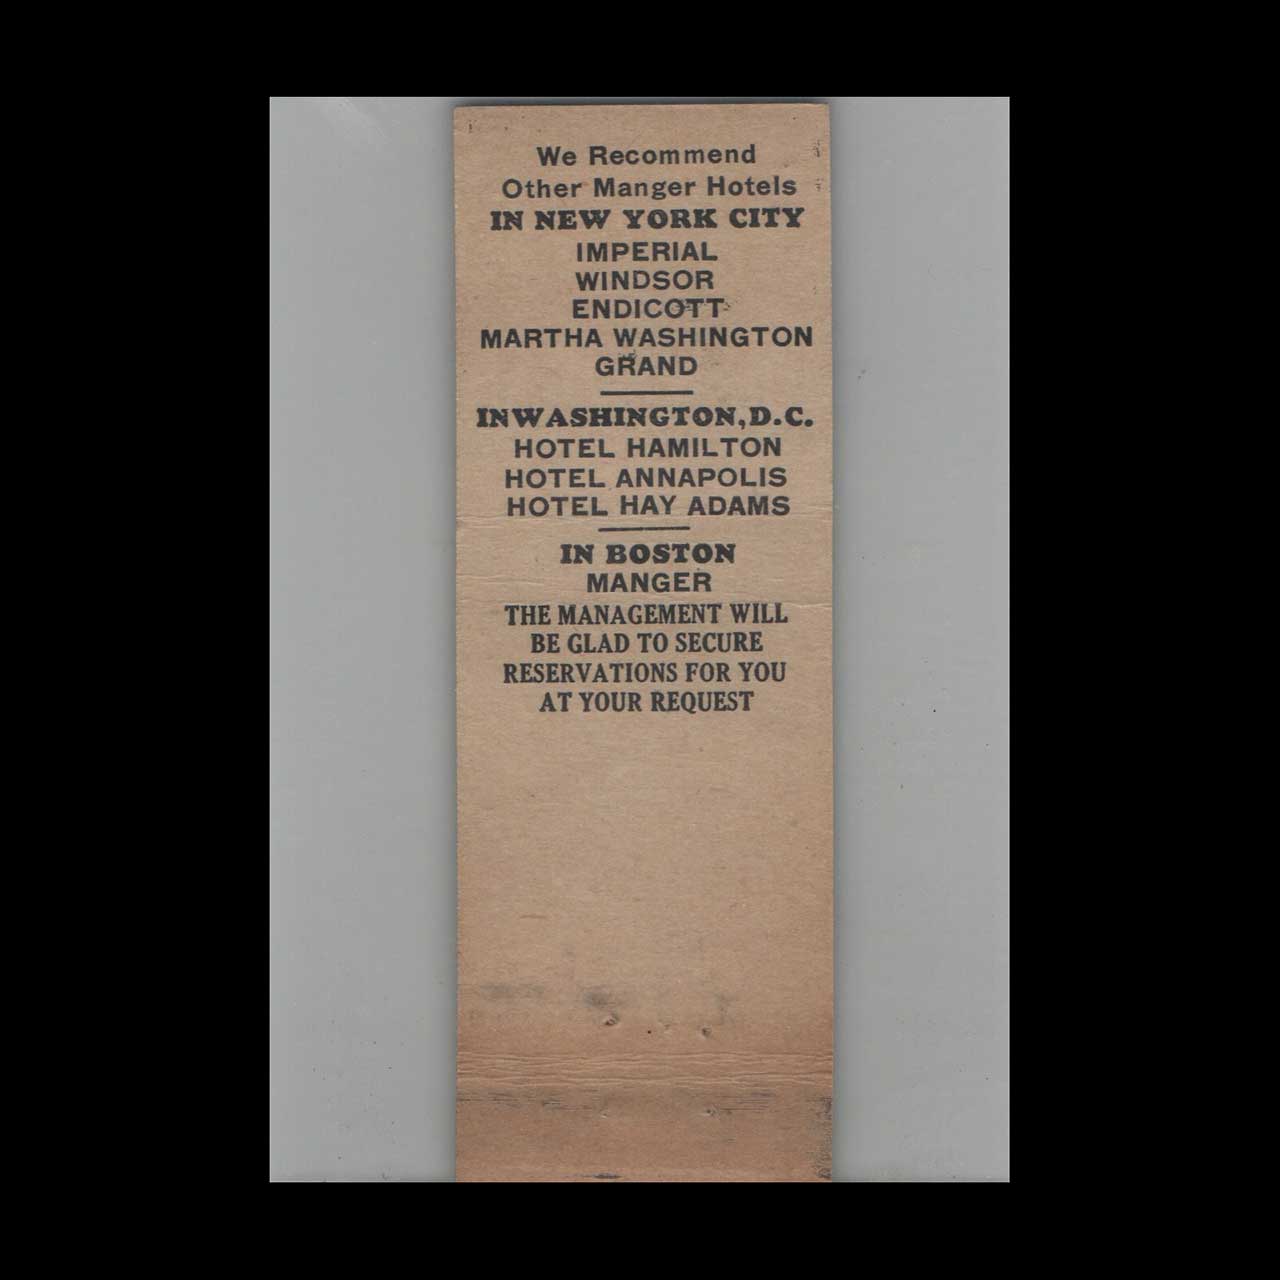 We Recommend
Other Manger Hotels
IN NEW YORK CITY
IMPERIAL
WINDSOR
ENDICOTT
MARTHA WASHINGTON
GRAND
IN WASHINGTON, D.C.
HOTEL HAMILTON
HOTEL ANNAPOLIS
HOTEL HAY ADAMS
IN BOSTON
MANGER
THE MANAGEMENT WILL
BE GLAD TO SECURE
RESERVATIONS FOR YOU
AT YOUR REQUEST